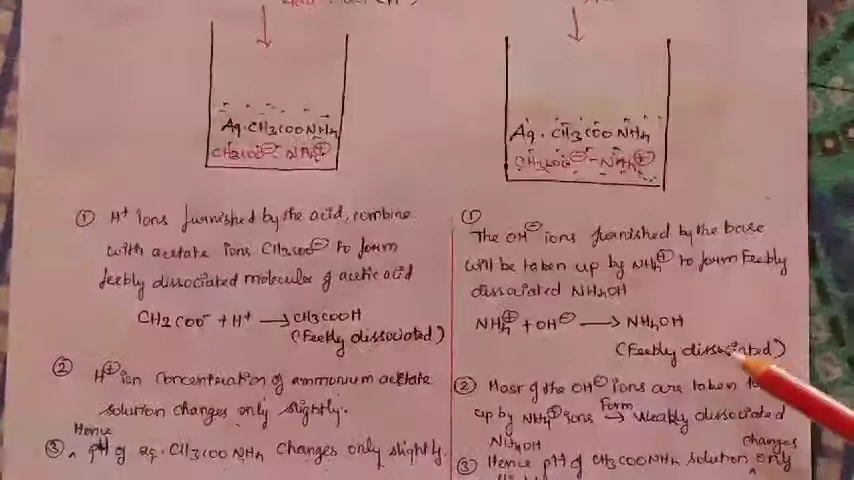 Aq. CH3COONH4
CH3COO⊖ - NH4⊕
① H+ ions furnished by the acid, combine
with acetate ions CH3COO⊖ to form
feebly dissociated molecular of acetic acid
CH3COO- + H+ → CH3COOH
(Feebly dissociated)
② H⊕ ion Concentration of ammonium acetate
solution changes only slightly.
③ Hence pH of aq. CH3COONH4 Changes only slightly.
Aq. CH3COONH4
CH3COO⊖ - NH4⊕
①
The OH⊖ ions furnished by the base
will be taken up by NH4⊕ to form Feebly
dissociated NH4OH
NH4⊕ + OH⊖ → NH4OH
(Feebly dissociated)
② Most of the OH⊖ ions are taken
up by NH4⊕ ions Form → Weakly dissociated
NH4OH
③ Hence pH of CH3COONH4 solution changes only